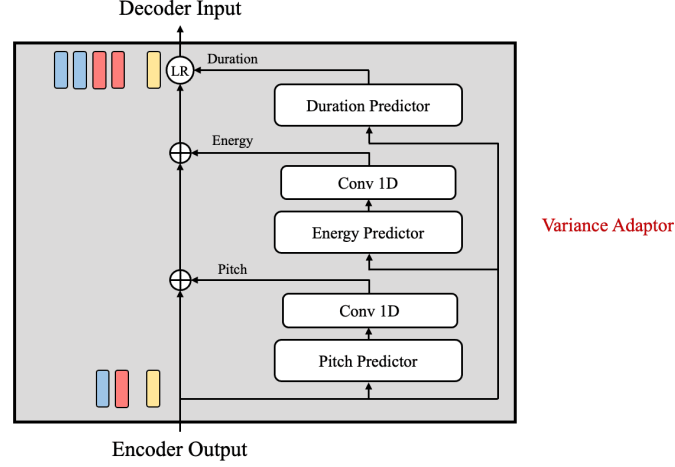 Decoder Input
LR
Duration
Duration Predictor
Energy
Conv 1D
Energy Predictor
Variance Adaptor
Pitch
Conv 1D
Pitch Predictor
Encoder Output